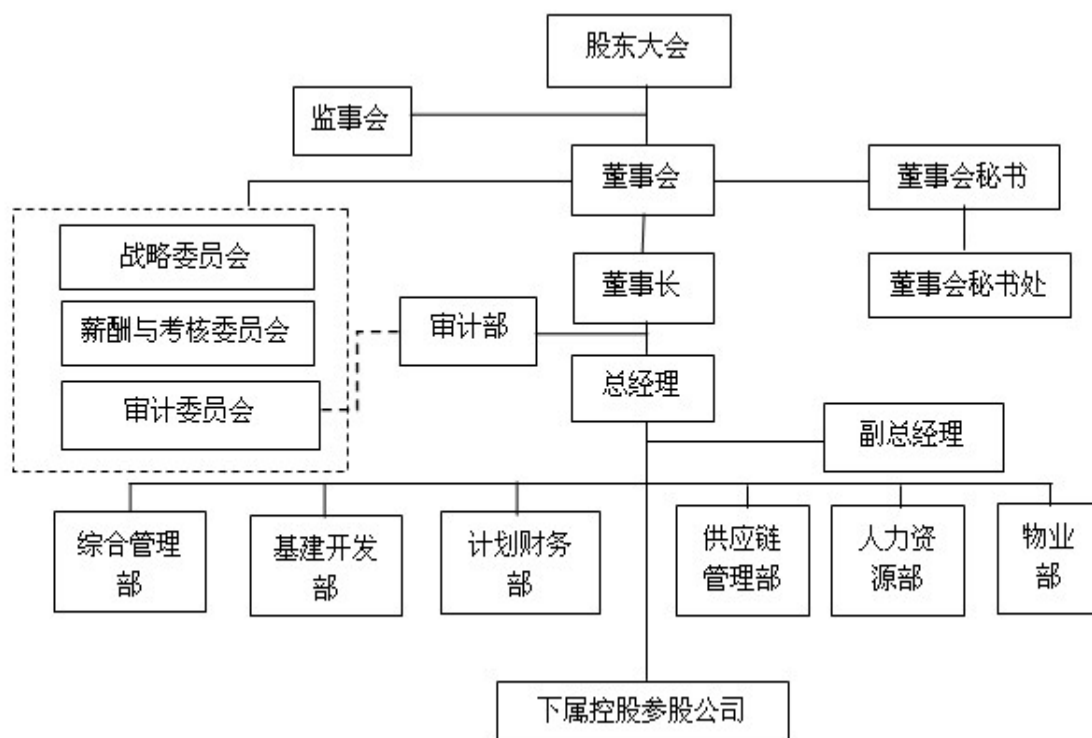 股东大会
监事会
董事会
董事会秘书
战略委员会
董事长
董事会秘书处
薪酬与考核委员会
审计部
总经理
审计委员会
副总经理
综合管理
部
基建开发
部
计划财务
部
供应链
管理部
人力资
源部
物业
部
下属控股参股公司